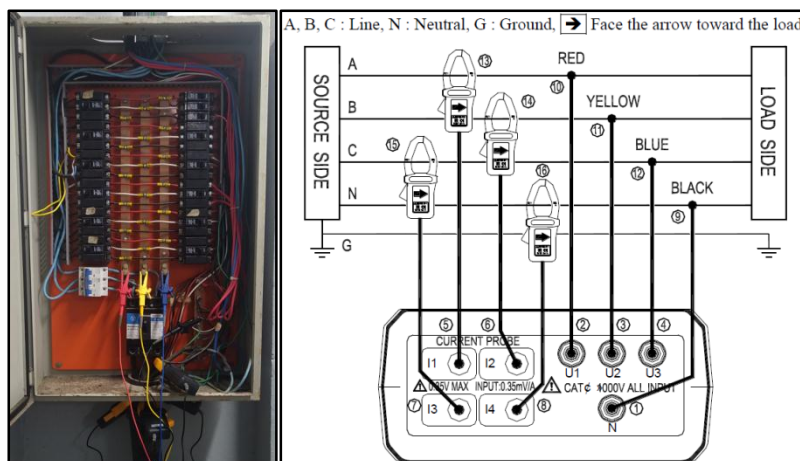 A, B, C : Line, N : Neutral, G : Ground, ➔ Face the arrow toward the load
SOURCE SIDE
LOAD SIDE
A
B
C
N
G
RED
YELLOW
BLUE
BLACK
⑬
⑭
⑮
⑯
⑩
⑪
⑫
⑨
⑤ ⑥ ② ③ ④
CURRENT PROBE
I1 I2
U1 U2 U3
0.35V MAX INPUT:0.35mV/A
1000V ALL INPUT
⑦ I3 I4 ⑧ ①
N